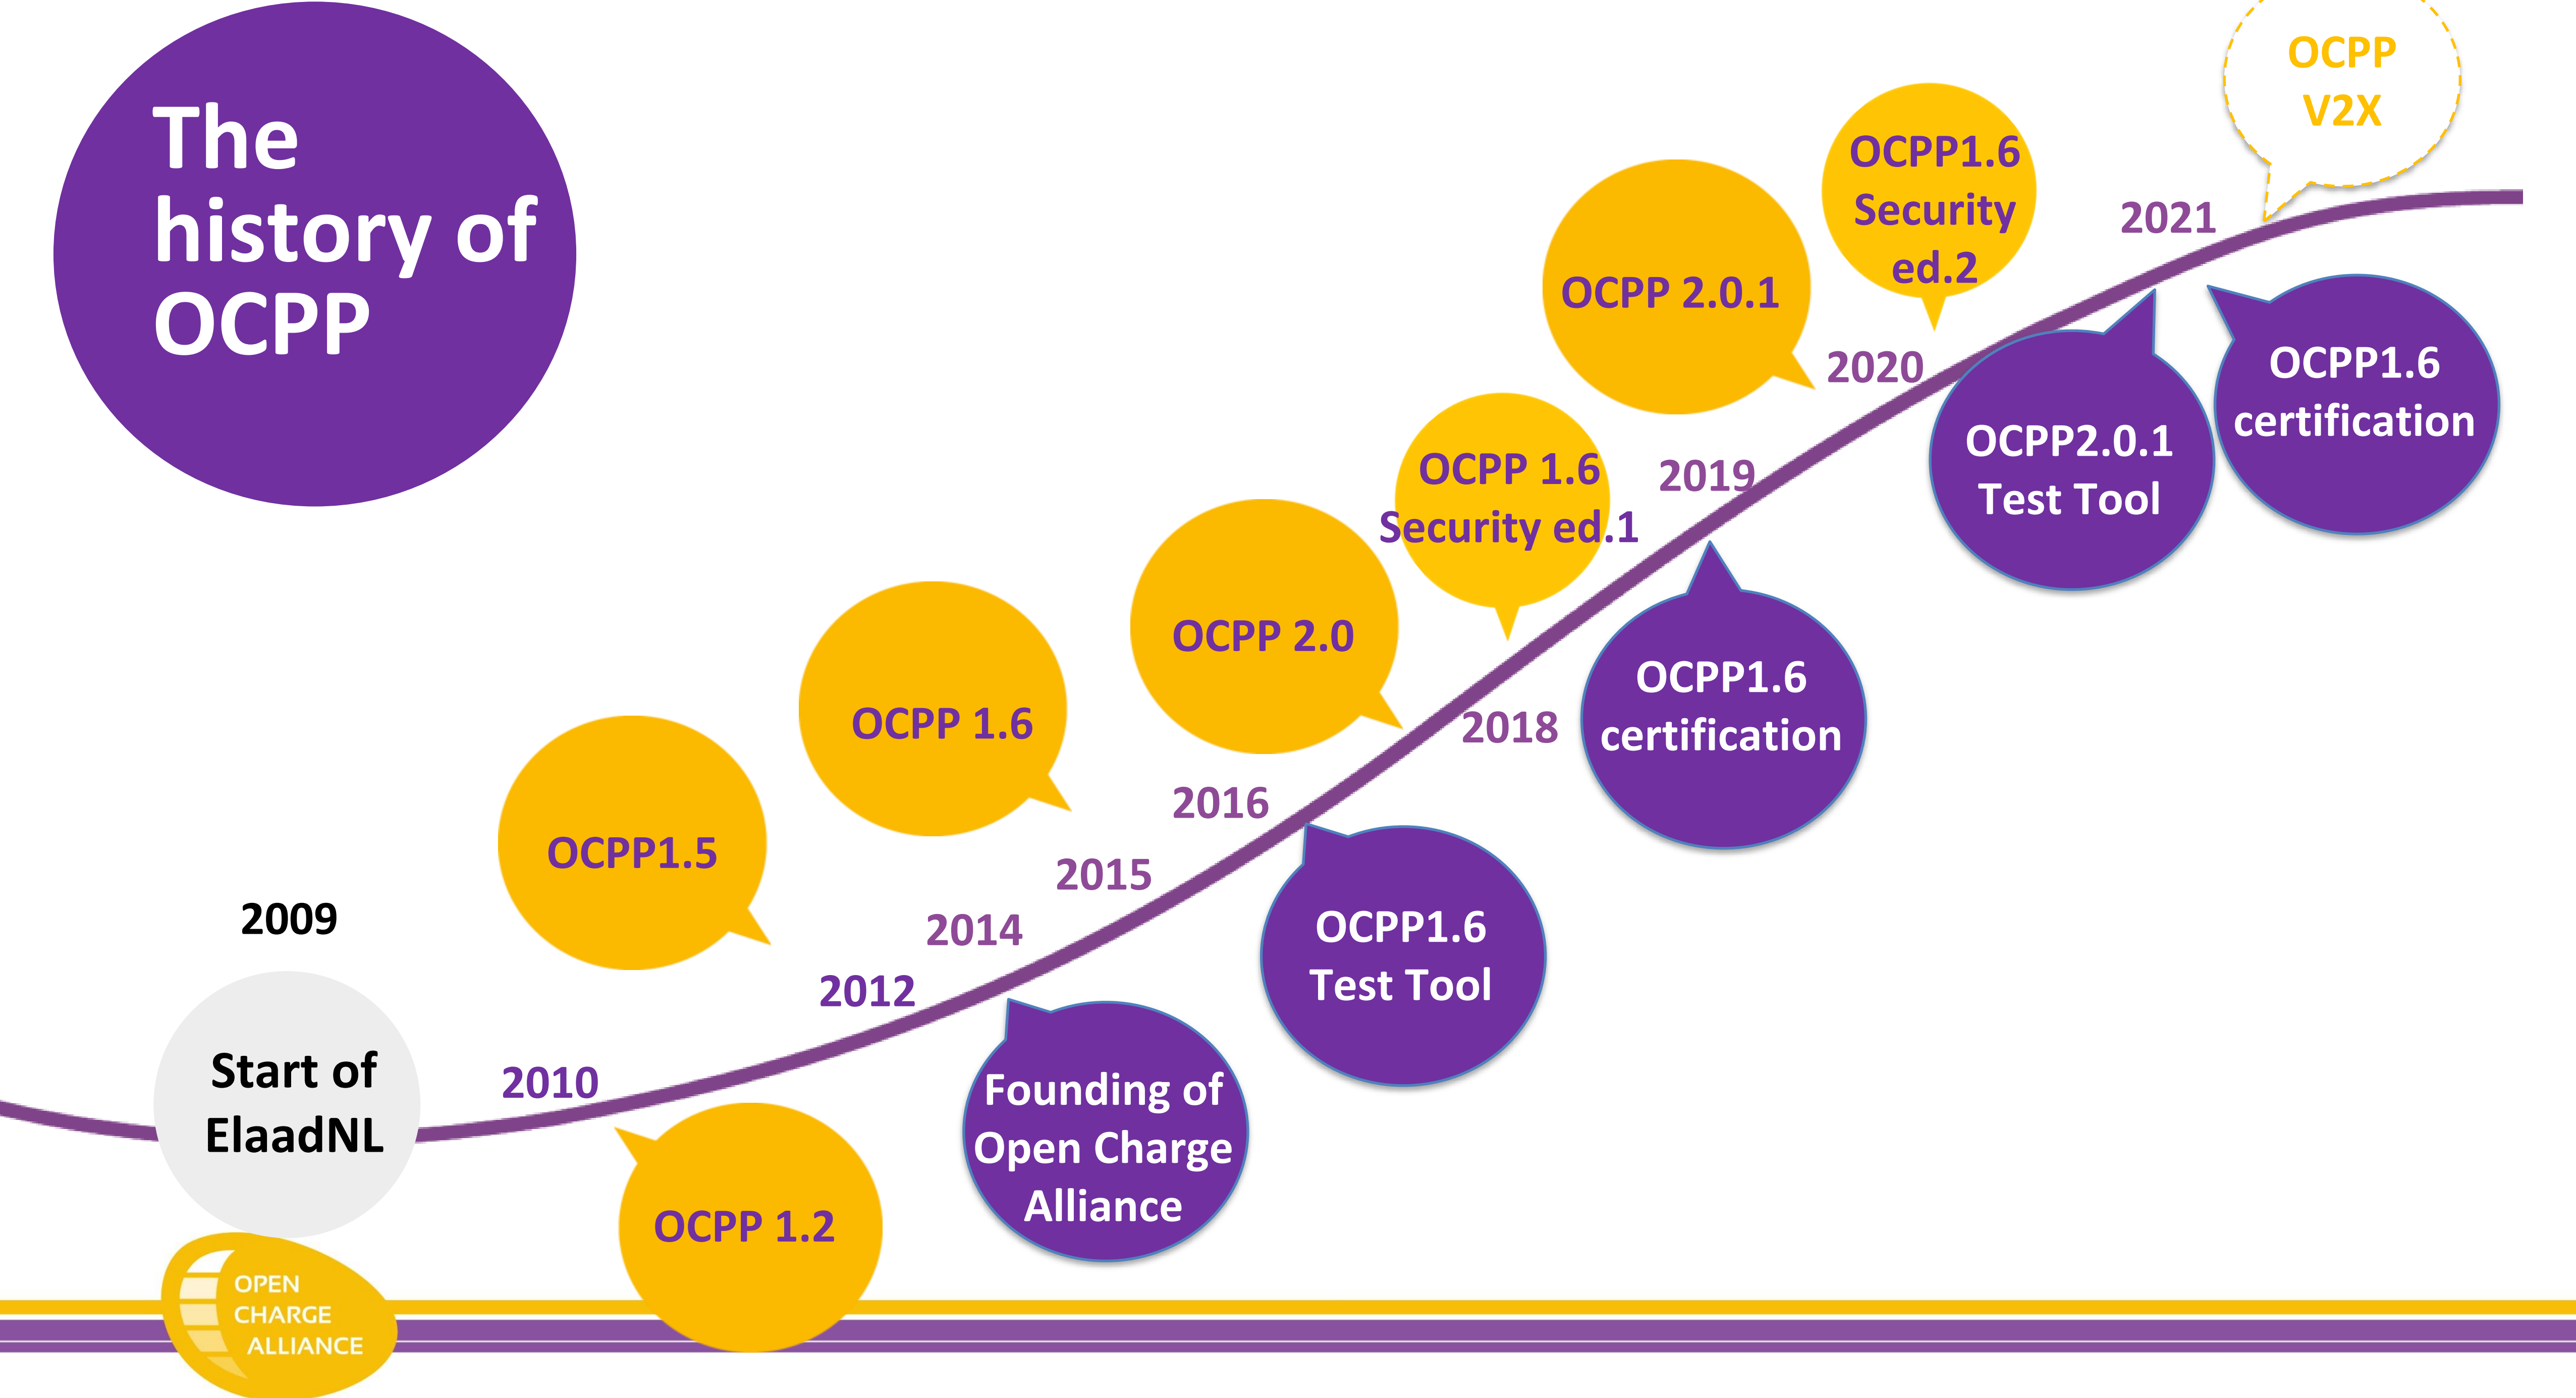 The
history of
OCPP
2009
Start of
ElaadNL
2010
OCPP 1.2
OCPP1.5
2012
2014
Founding of
Open Charge
Alliance
OCPP 1.6
2015
2016
OCPP1.6
Test Tool
OCPP 2.0
2018
OCPP 1.6
Security ed.1
2019
OCPP1.6
certification
OCPP 2.0.1
2020
OCPP1.6
Security
ed.2
OCPP2.0.1
Test Tool
2021
OCPP1.6
certification
OCPP
V2X
OPEN
CHARGE
ALLIANCE